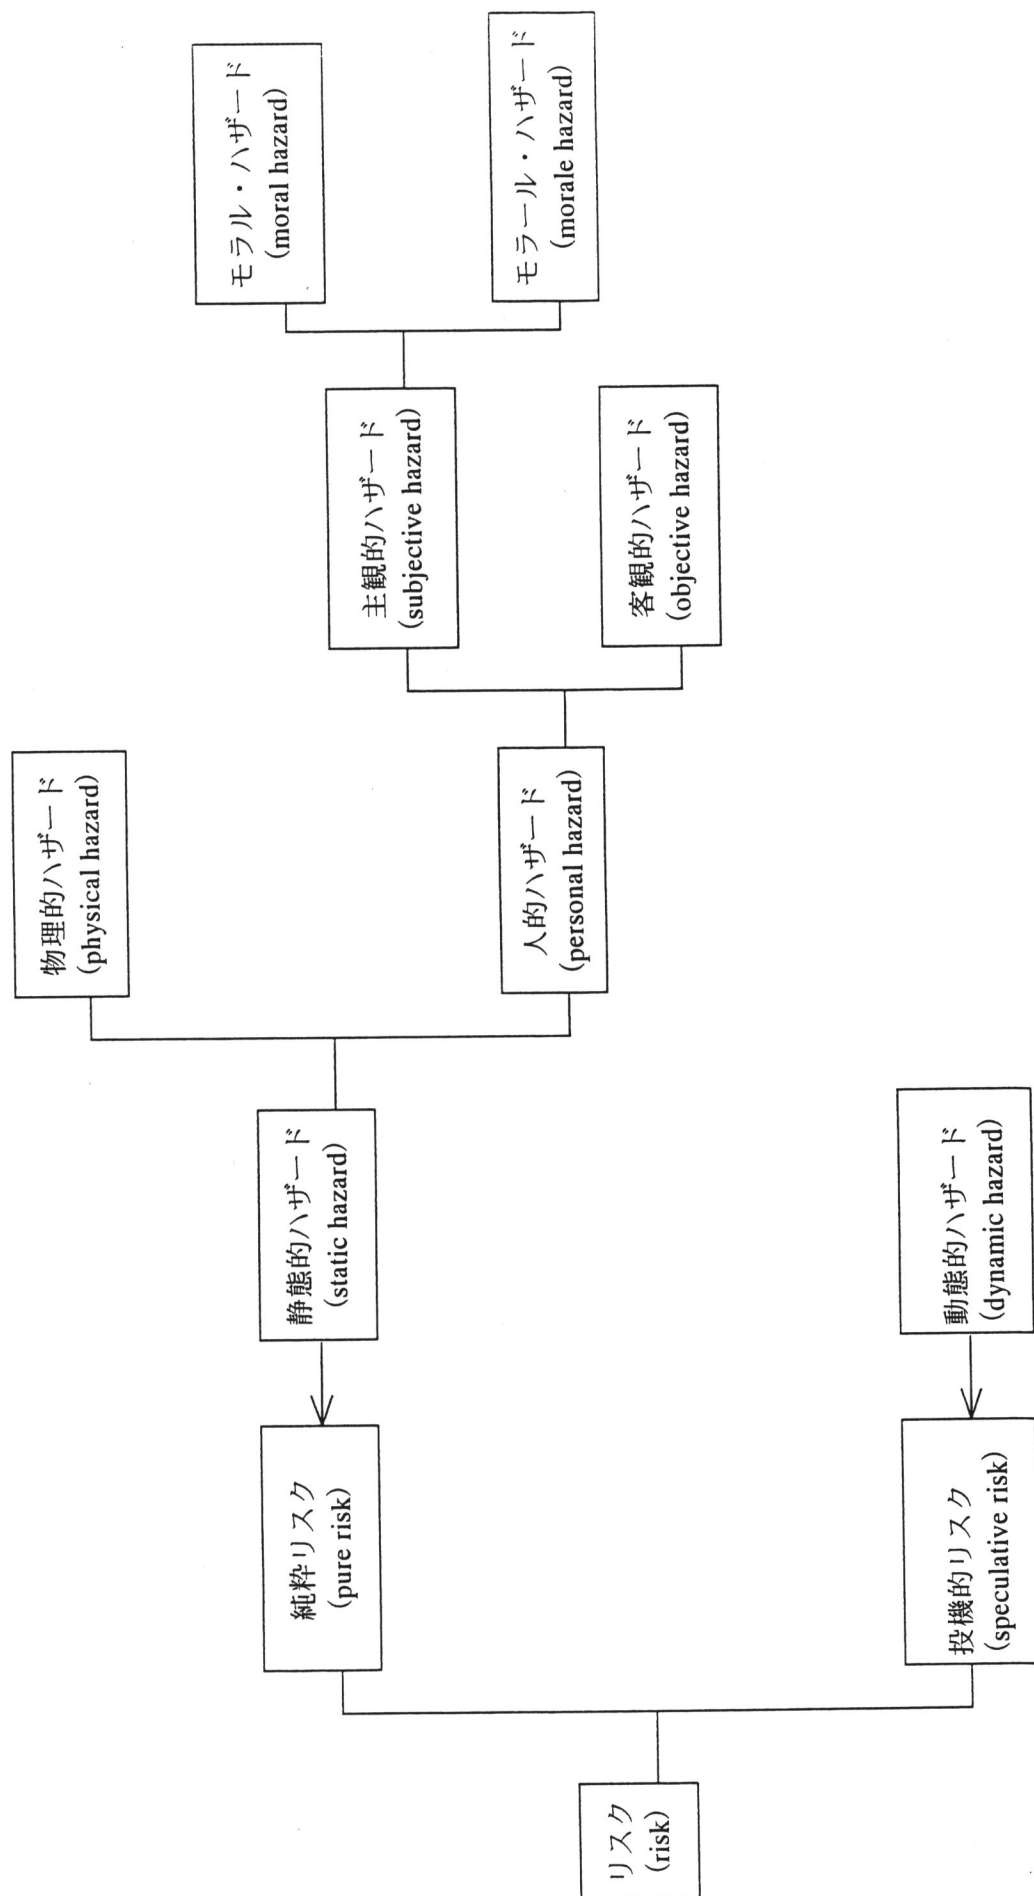 リスク
(risk)
純粋リスク
(pure risk)
投機的リスク
(speculative risk)
静態的ハザード
(static hazard)
動態的ハザード
(dynamic hazard)
物理的ハザード
(physical hazard)
人的ハザード
(personal hazard)
主観的ハザード
(subjective hazard)
客観的ハザード
(objective hazard)
モラル・ハザード
(moral hazard)
モラール・ハザード
(morale hazard)